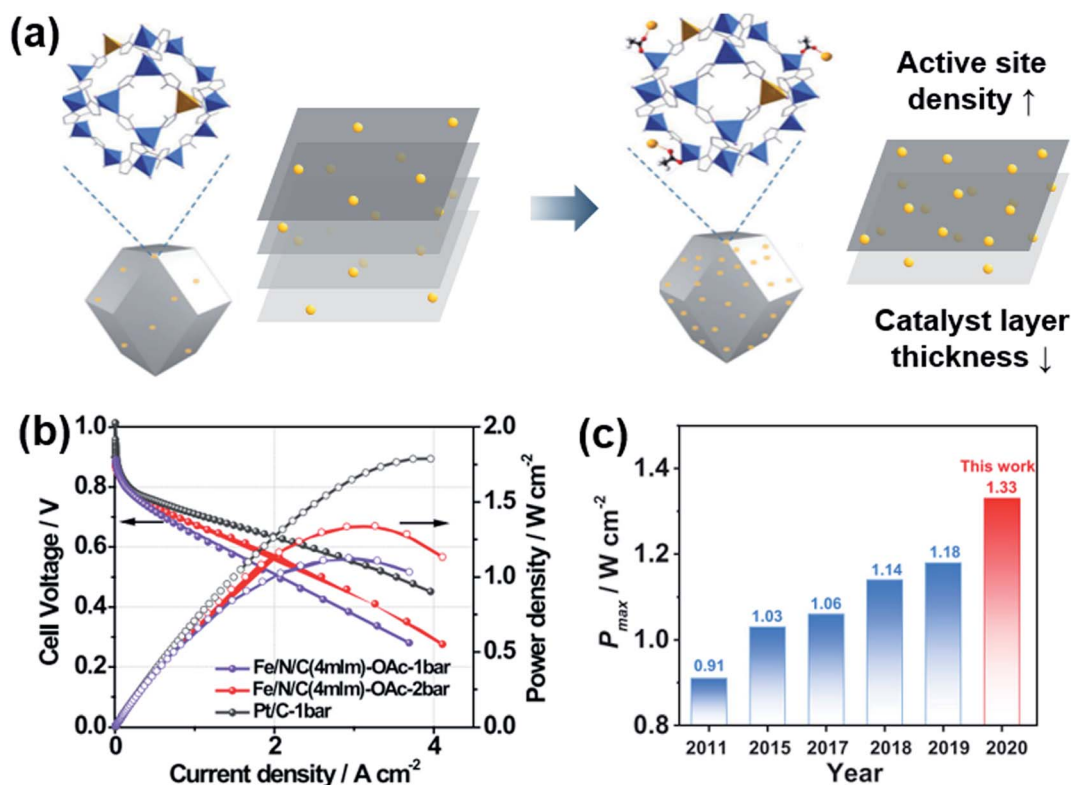 (a)
Active site
density ↑
Catalyst layer
thickness ↓
(b)
Cell Voltage / V
1.0
0.8
0.6
0.4
0.2
0.0
2.0
1.5
1.0
0.5
0.0
Power density / W cm⁻²
Fe/N/C(4mIm)-OAc-1bar
Fe/N/C(4mIm)-OAc-2bar
Pt/C-1bar
0 2 4
Current density / A cm⁻²
(c)
P_max / W cm⁻²
1.4
1.2
1.0
0.8
This work
0.91
1.03
1.06
1.14
1.18
1.33
2011 2015 2017 2018 2019 2020
Year